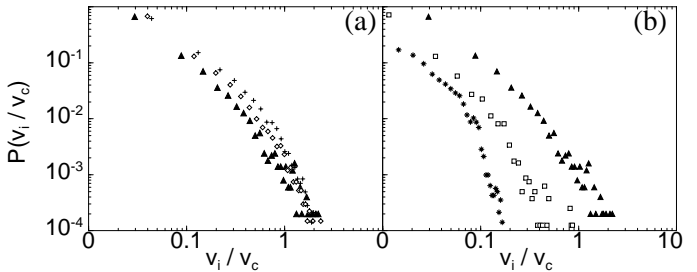 (a)
(b)
P(v_i / v_c)
10^-1
10^-2
10^-3
10^-4
0 0.1 1 0 0.1 1 10
v_i / v_c v_i / v_c